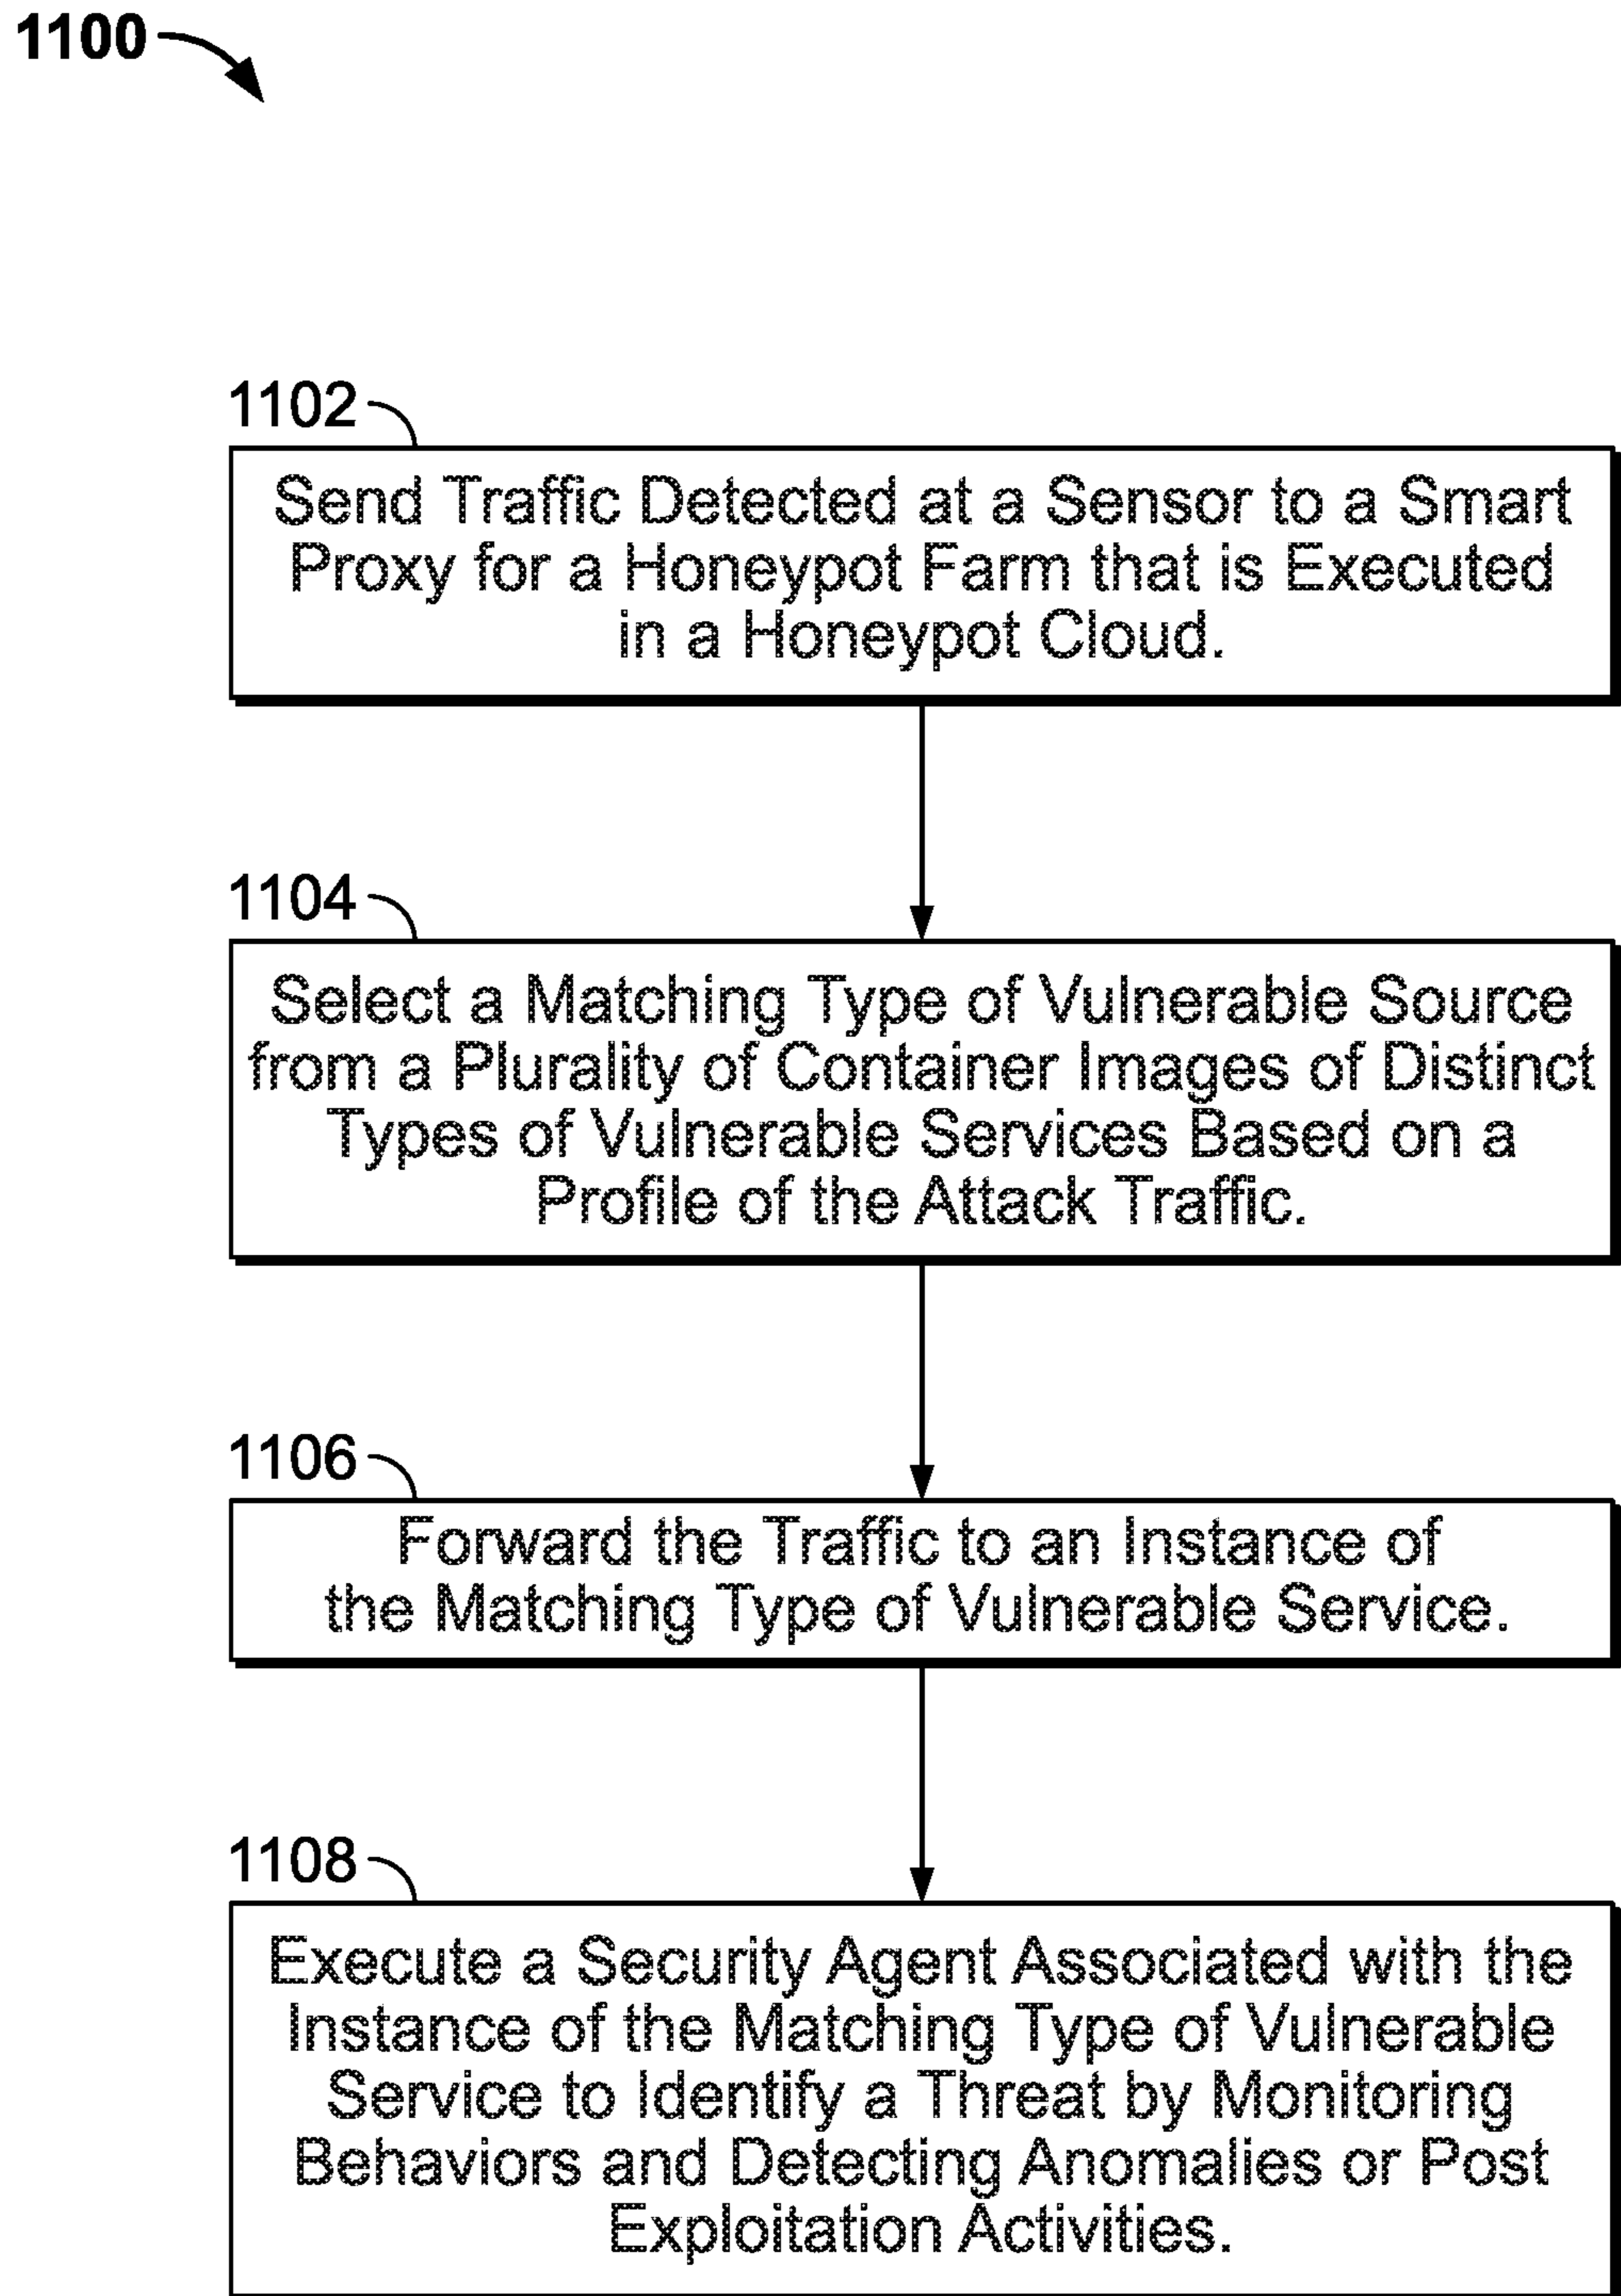 1100
1102
Send Traffic Detected at a Sensor to a Smart
Proxy for a Honeypot Farm that is Executed
in a Honeypot Cloud.
1104
Select a Matching Type of Vulnerable Source
from a Plurality of Container Images of Distinct
Types of Vulnerable Services Based on a
Profile of the Attack Traffic.
1106
Forward the Traffic to an Instance of
the Matching Type of Vulnerable Service.
1108
Execute a Security Agent Associated with the
Instance of the Matching Type of Vulnerable
Service to Identify a Threat by Monitoring
Behaviors and Detecting Anomalies or Post
Exploitation Activities.